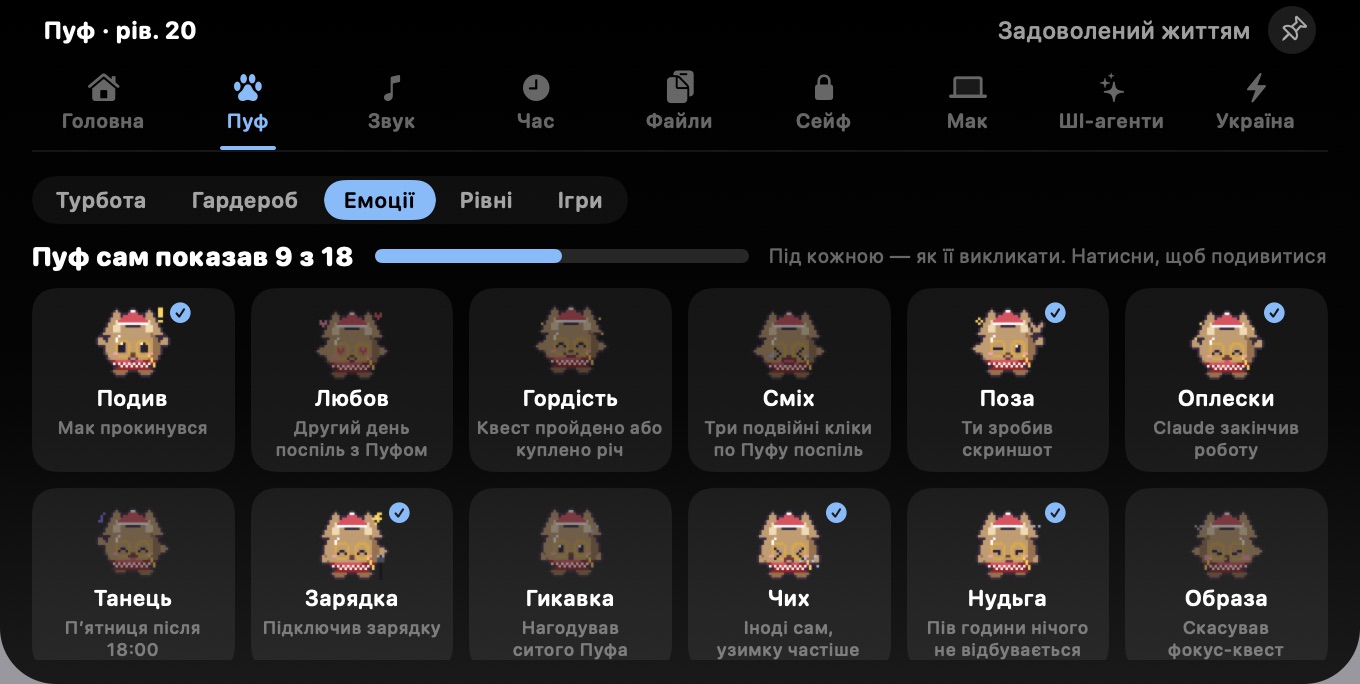 Пуф · рів. 20
Задоволений життям
Головна
Пуф
Звук
Час
Файли
Сейф
Мак
ШІ-агенти
Україна
Турбота
Гардероб
Емоції
Рівні
Ігри
Пуф сам показав 9 з 18
Під кожною — як її викликати. Натисни, щоб подивитися
Подив
Мак прокинувся
Любов
Другий день
поспіль з Пуфом
Гордість
Квест пройдено або
куплено річ
Сміх
Три подвійні кліки
по Пуфу поспіль
Поза
Ти зробив
скриншот
Оплески
Claude закінчив
роботу
Танець
П’ятниця після
18:00
Зарядка
Підключив зарядку
Гикавка
Нагодував
ситого Пуфа
Чих
Іноді сам,
узимку частіше
Нудьга
Пів години нічого
не відбувається
Образа
Скасував
фокус-квест